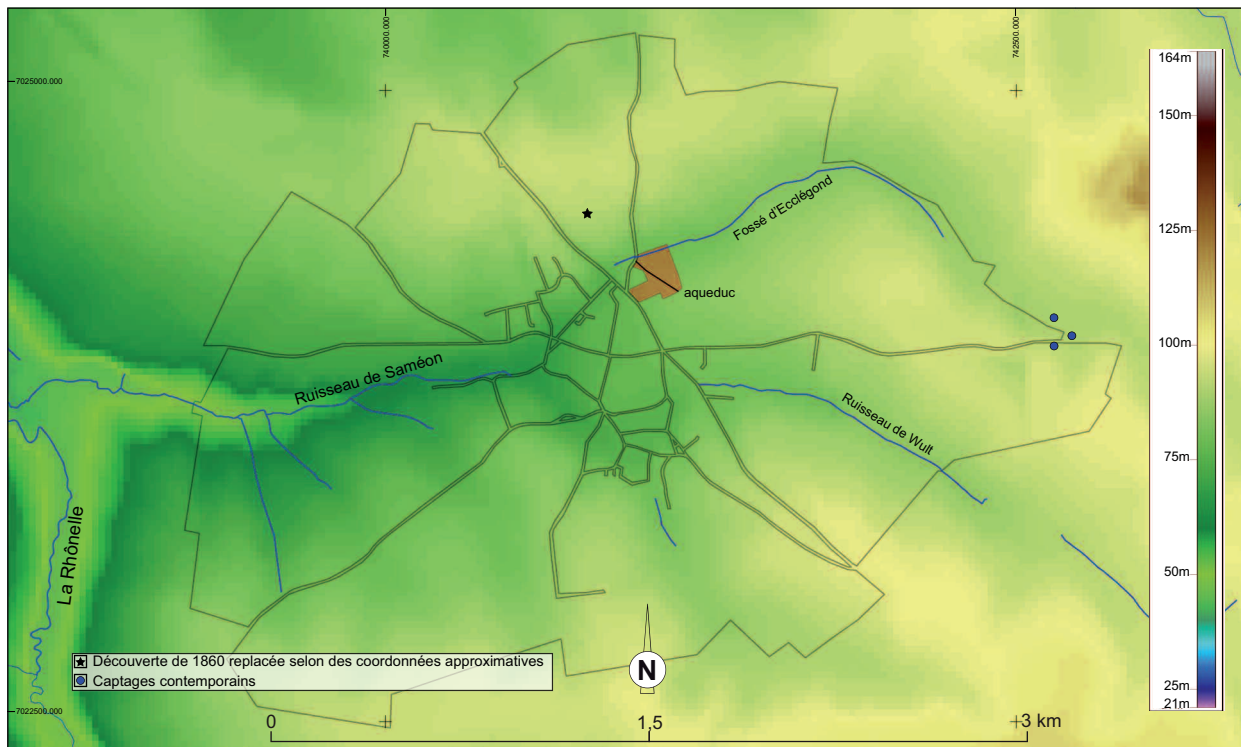 740000.000
742500.000
7025000.000
164m
150m
125m
100m
75m
50m
25m
21m
Fossé d'Ecclégond
aqueduc
Ruisseau de Saméon
Ruisseau de Wult
La Rhônelle
N
Découverte de 1860 replacée selon des coordonnées approximatives
Captages contemporains
7022500.000
0
1,5
3 km